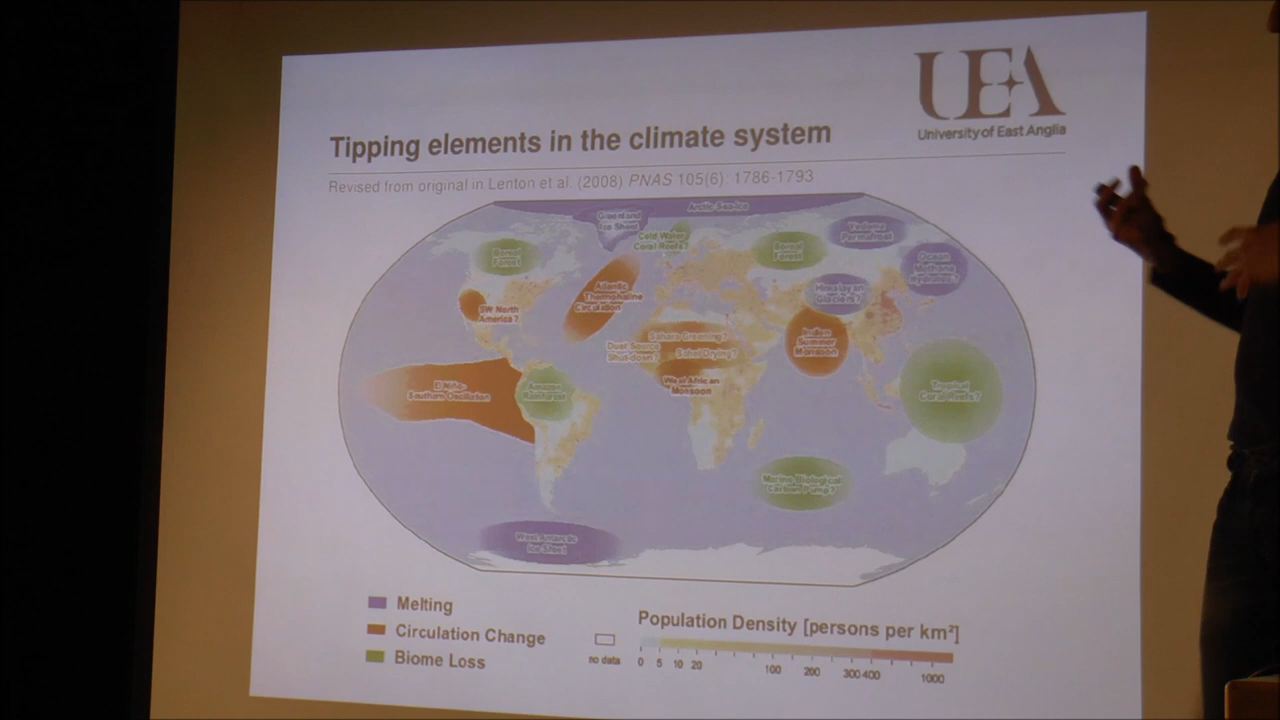 UEA
University of East Anglia
Tipping elements in the climate system
Revised from original in Lenton et al. (2008) PNAS 105(6): 1786-1793
Arctic Sea-Ice
Greenland
Ice Sheet
Cold Water
Coral Reefs?
Boreal
Forest
Boreal
Forest
Yedoma
Permafrost
Ocean
Methane
Hydrates?
Atlantic
Thermohaline
Circulation
Himalayan
Glaciers?
SW North
America?
Sahara Greening?
Dust Source
Shut-down?
Sahel Drying?
Indian
Summer
Monsoon
West African
Monsoon
El Niño-
Southern Oscillation
Amazon
Rainforest
Tropical
Coral Reefs?
Marine Biological
Carbon Pump?
West Antarctic
Ice Sheet
Melting
Circulation Change
Biome Loss
no data
Population Density [persons per km²]
0 5 10 20 100 200 300 400 1000